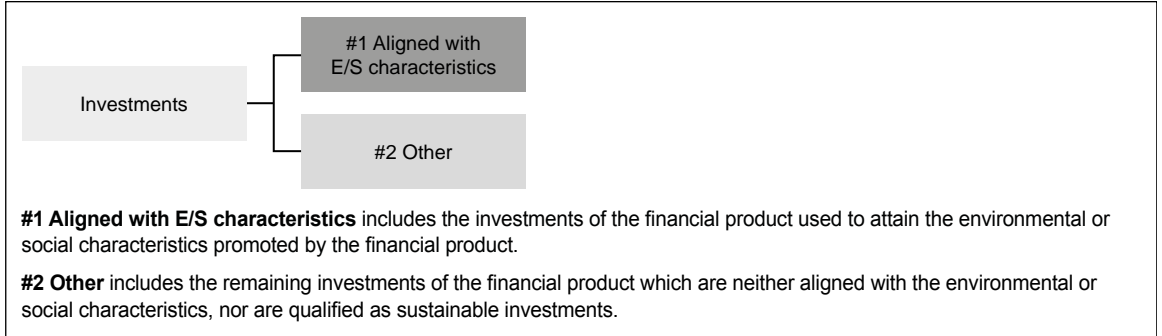 #1 Aligned with
E/S characteristics
Investments
#2 Other
#1 Aligned with E/S characteristics includes the investments of the financial product used to attain the environmental or
social characteristics promoted by the financial product.
#2 Other includes the remaining investments of the financial product which are neither aligned with the environmental or
social characteristics, nor are qualified as sustainable investments.